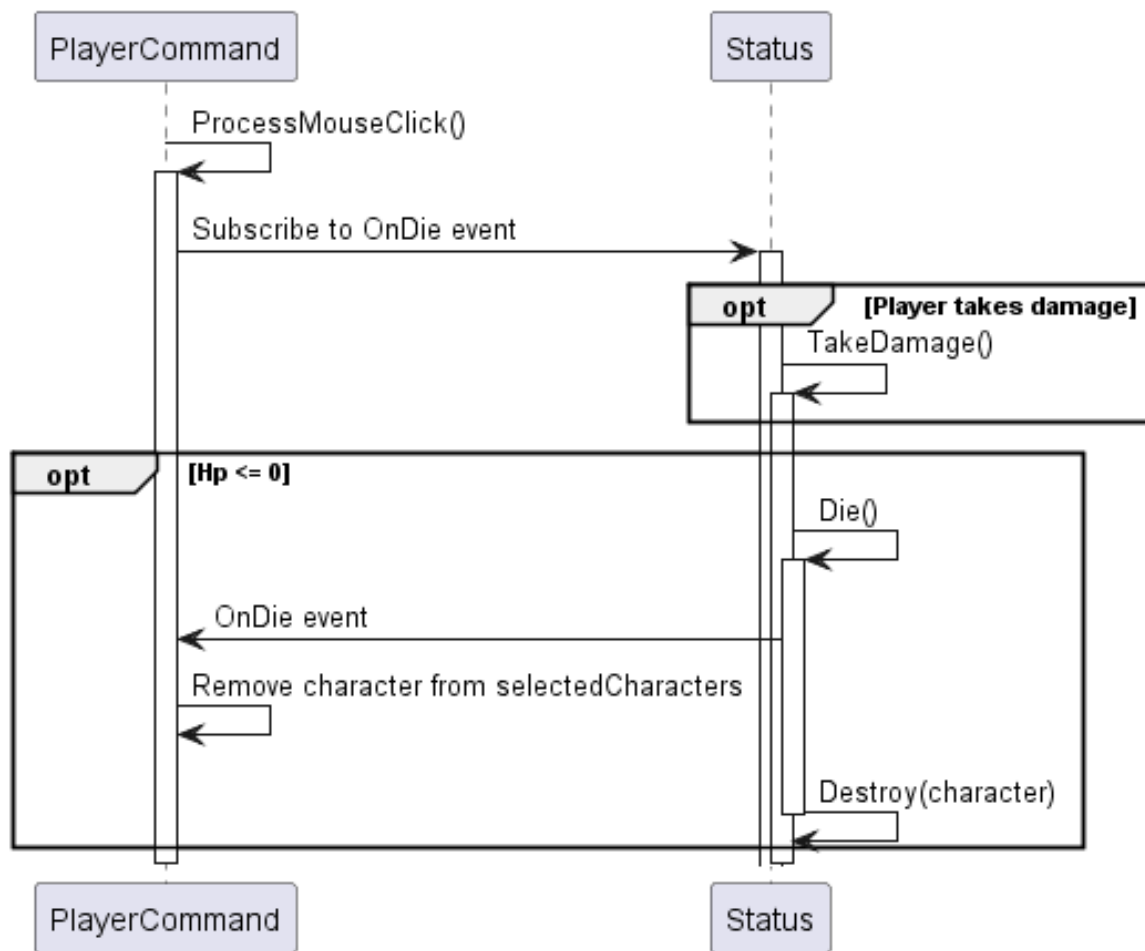 PlayerCommand
Status
ProcessMouseClick()
Subscribe to OnDie event
opt
[Player takes damage]
TakeDamage()
opt
[Hp <= 0]
Die()
OnDie event
Remove character from selectedCharacters
Destroy(character)
PlayerCommand
Status